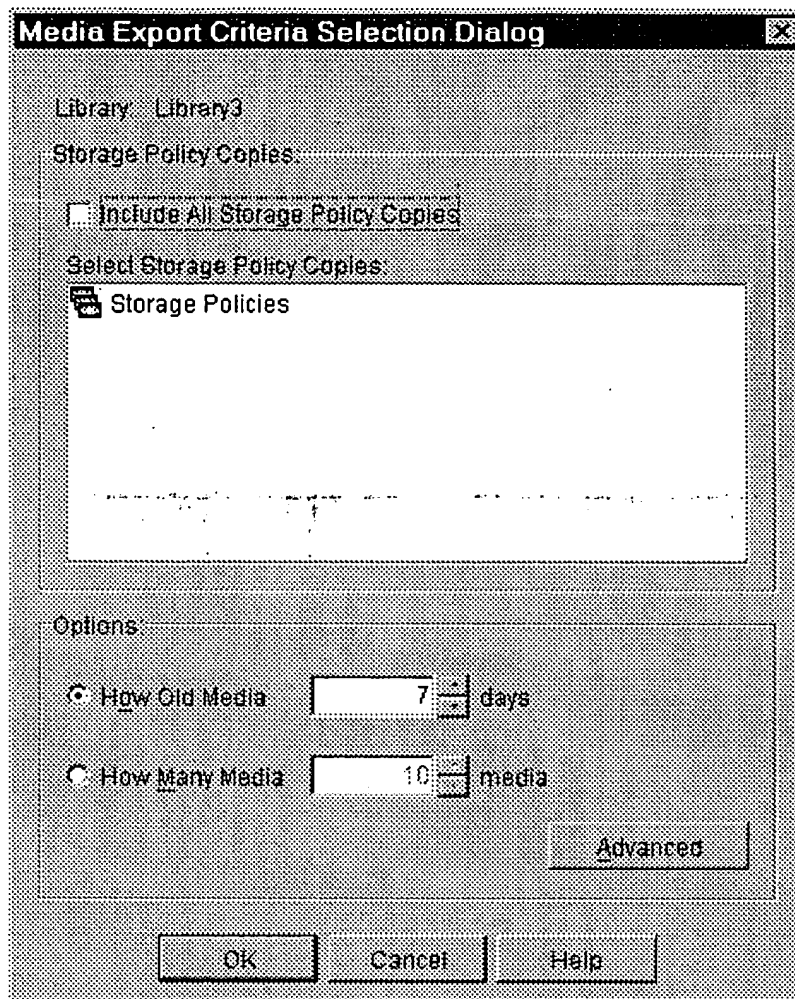 Media Export Criteria Selection Dialog
Library: Library3
Storage Policy Copies:
Include All Storage Policy Copies
Select Storage Policy Copies:
Storage Policies
Options:
How Old Media 7 days
How Many Media 10 media
Advanced
OK Cancel Help